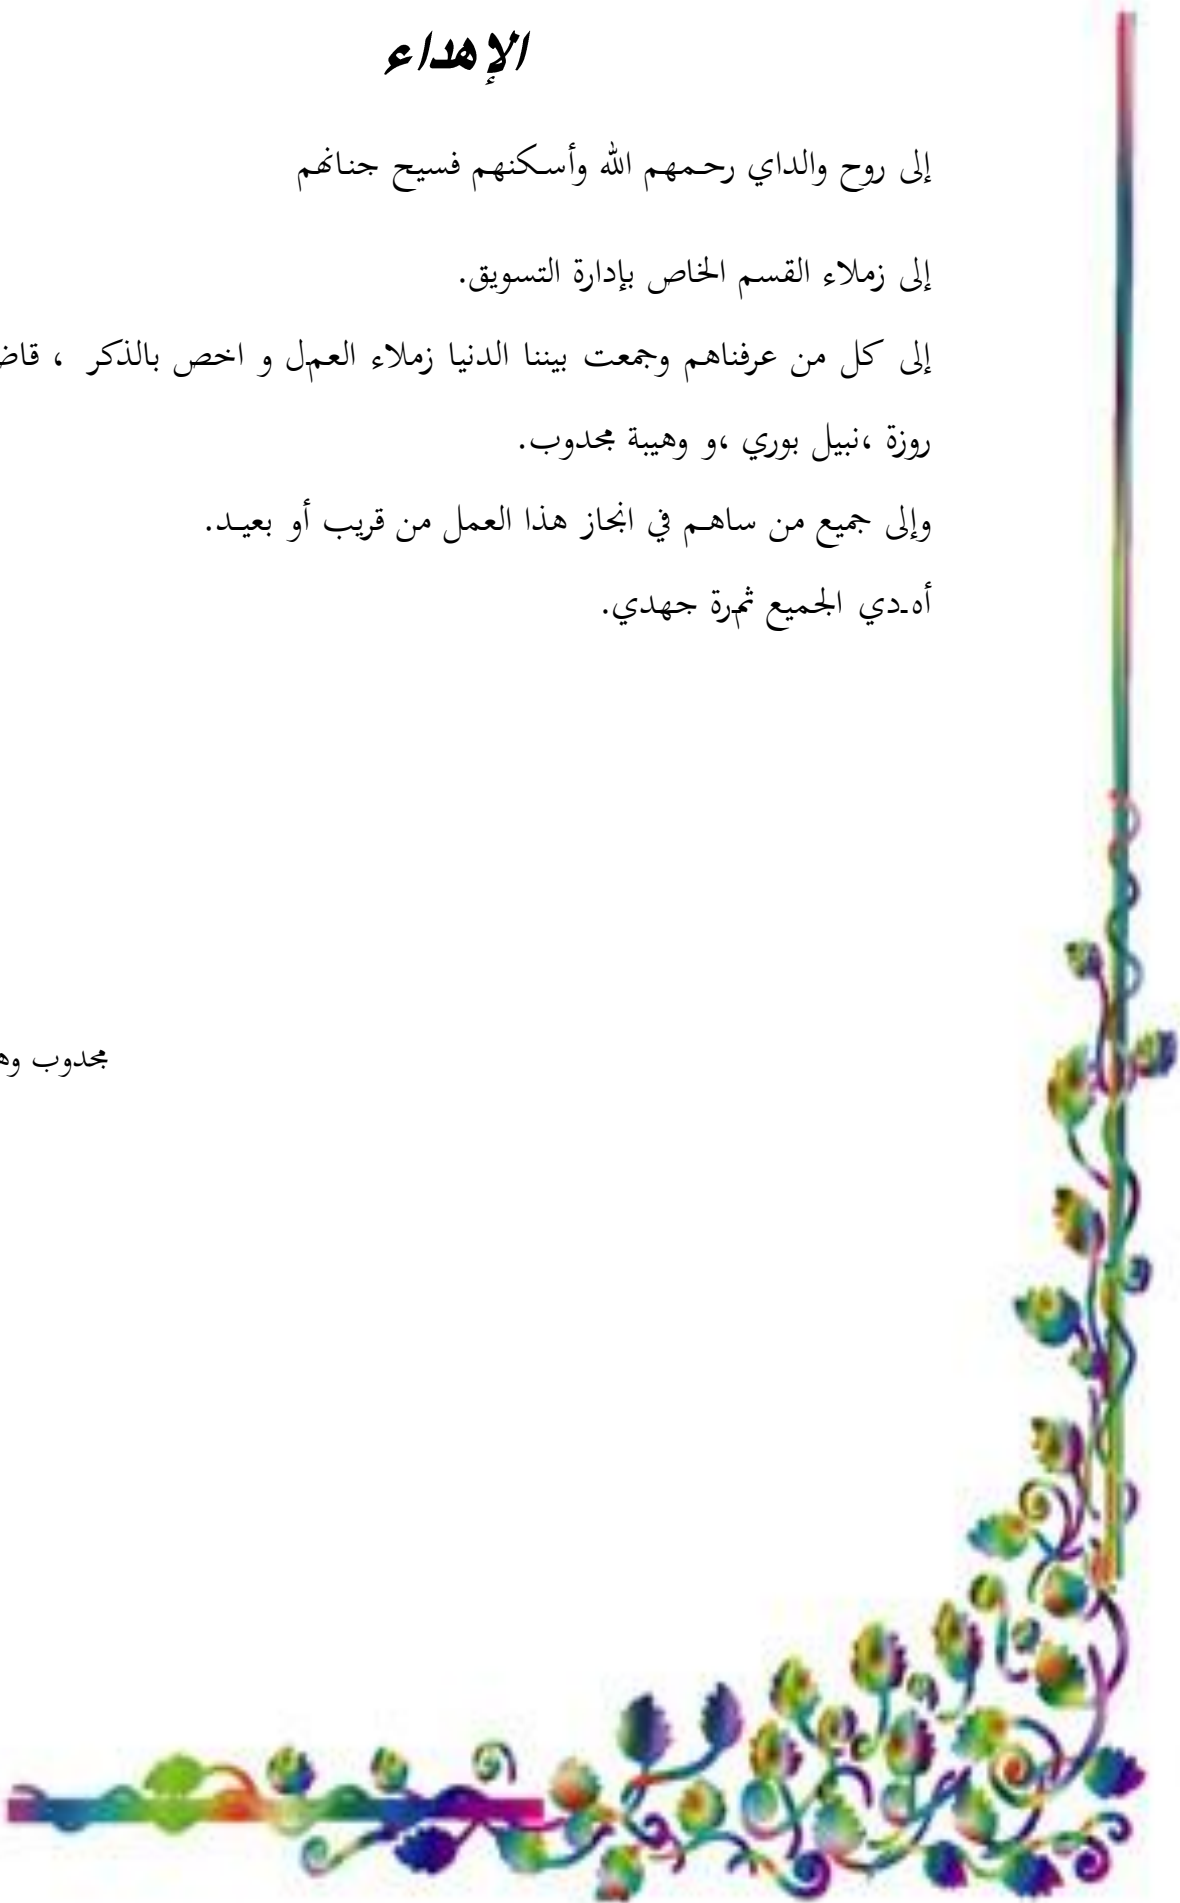 الإهداء
إلى روح والداي رحمهم الله وأسكنهم فسيح جنانهم
إلى زملاء القسم الخاص بإدارة التسويق.
إلى كل من عرفناهم وجمعت بيننا الدنيا زملاء العمل و اخص بالذكر ،
روزة ،نبيل بوري ،و وهيبة مجدوب.
وإلى جميع من ساهم في انجاز هذا العمل من قريب أو بعيد.
أهدي الجميع ثمرة جهدي.
مجدوب